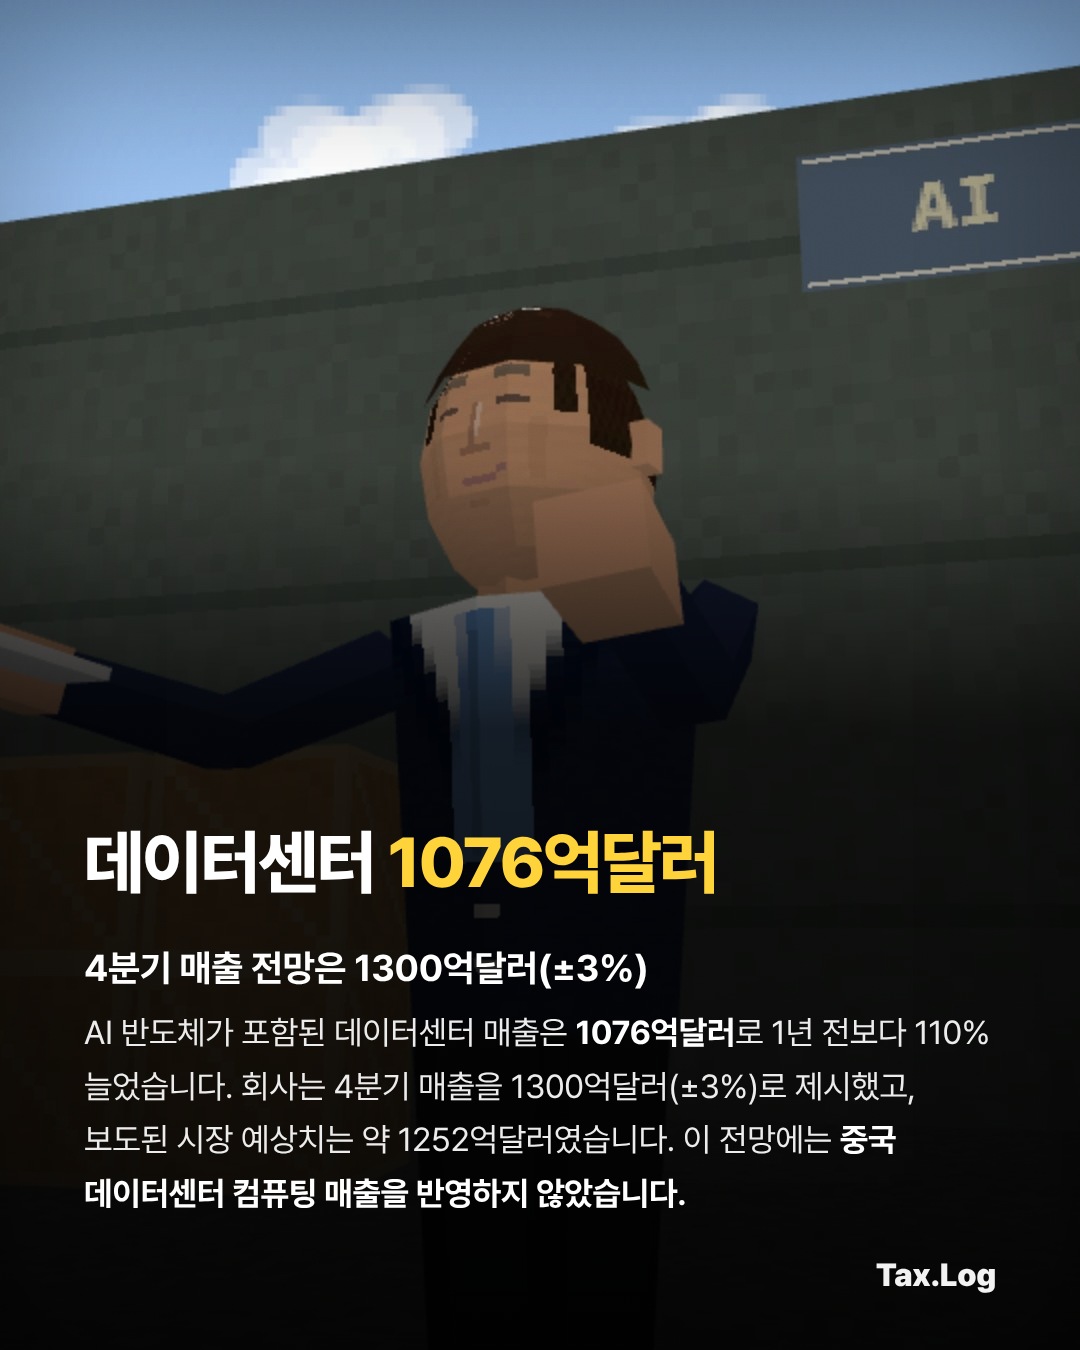 AI
데이터센터 1076억달러
4분기 매출 전망은 1300억달러(±3%)
AI 반도체가 포함된 데이터센터 매출은 1076억달러로 1년 전보다 110%
늘었습니다. 회사는 4분기 매출을 1300억달러(±3%)로 제시했고,
보도된 시장 예상치는 약 1252억달러였습니다. 이 전망에는 중국
데이터센터 컴퓨팅 매출을 반영하지 않았습니다.
Tax.Log